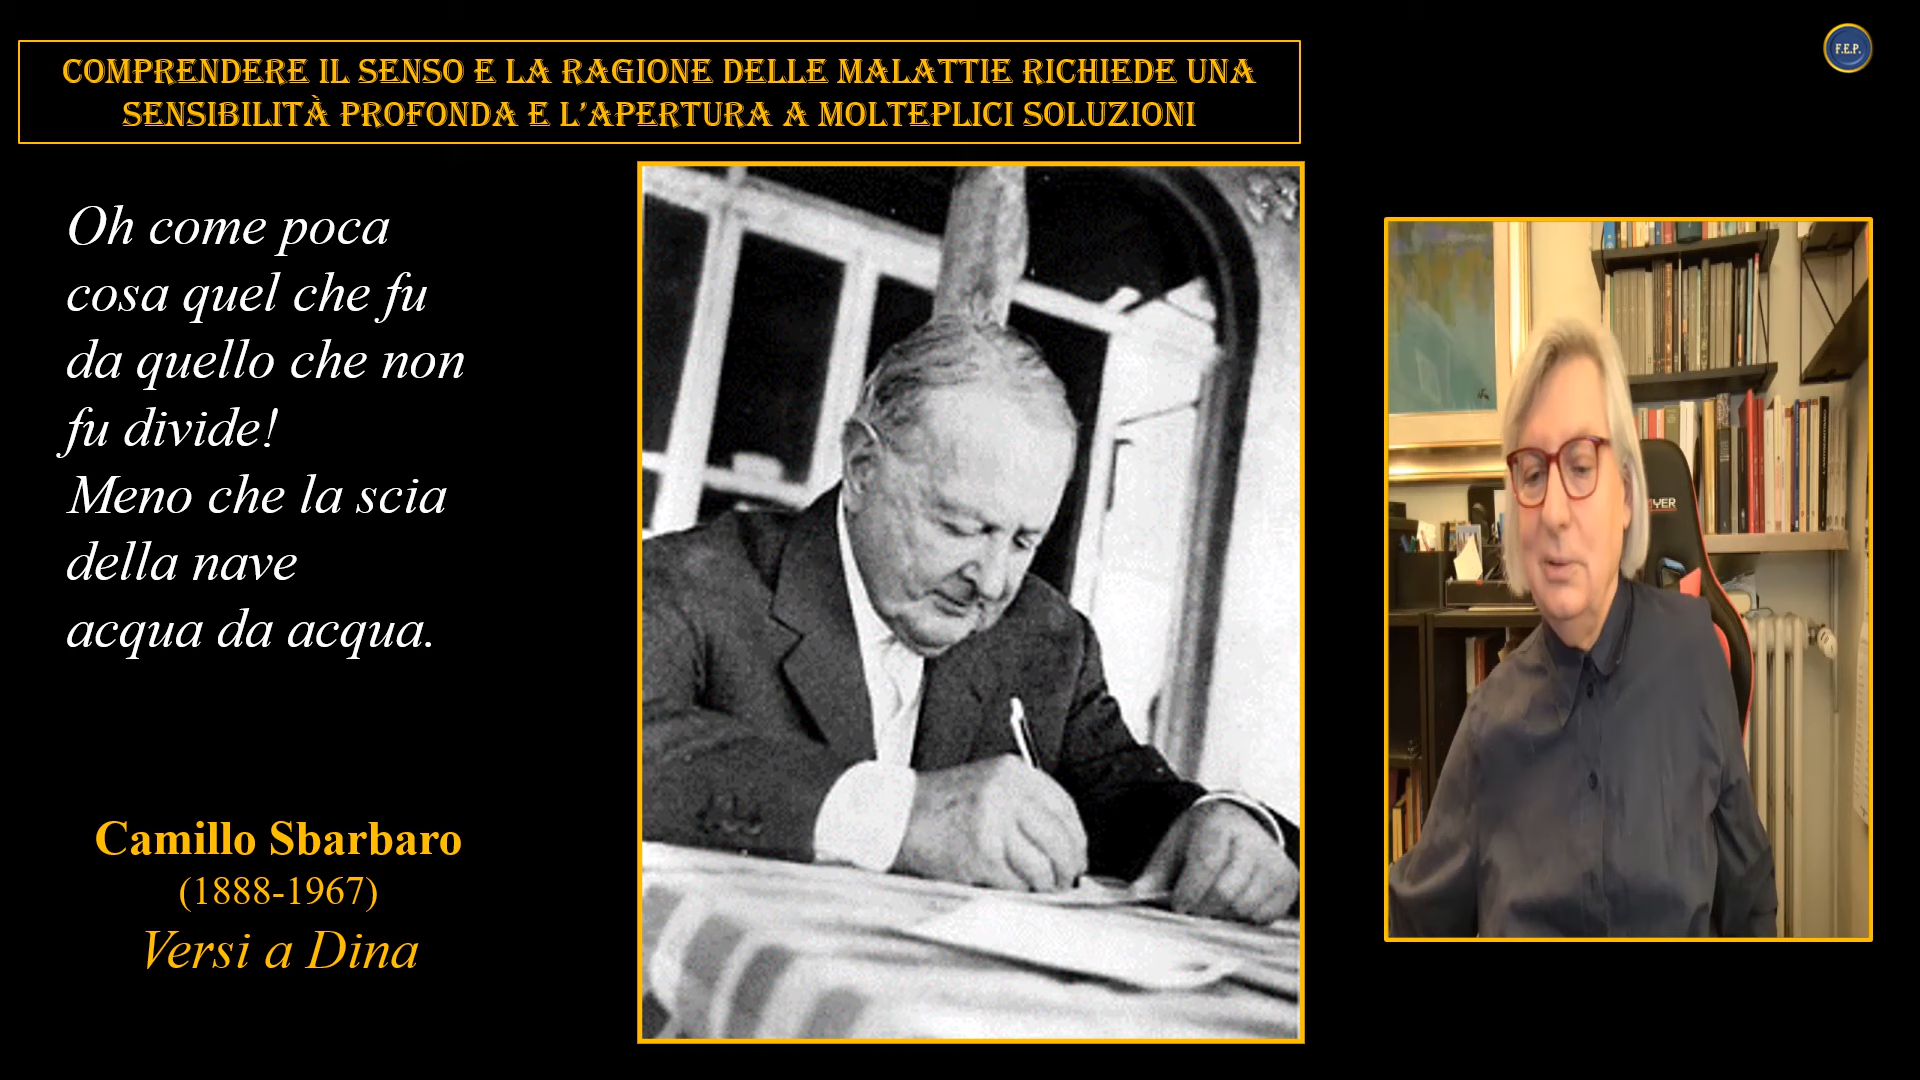 COMPRENDERE IL SENSO E LA RAGIONE DELLE MALATTIE RICHIEDE UNA
SENSIBILITÀ PROFONDA E L’APERTURA A MOLTEPLICI SOLUZIONI
F.E.P.
Oh come poca
cosa quel che fu
da quello che non
fu divide!
Meno che la scia
della nave
acqua da acqua.
Camillo Sbarbaro
(1888-1967)
Versi a Dina